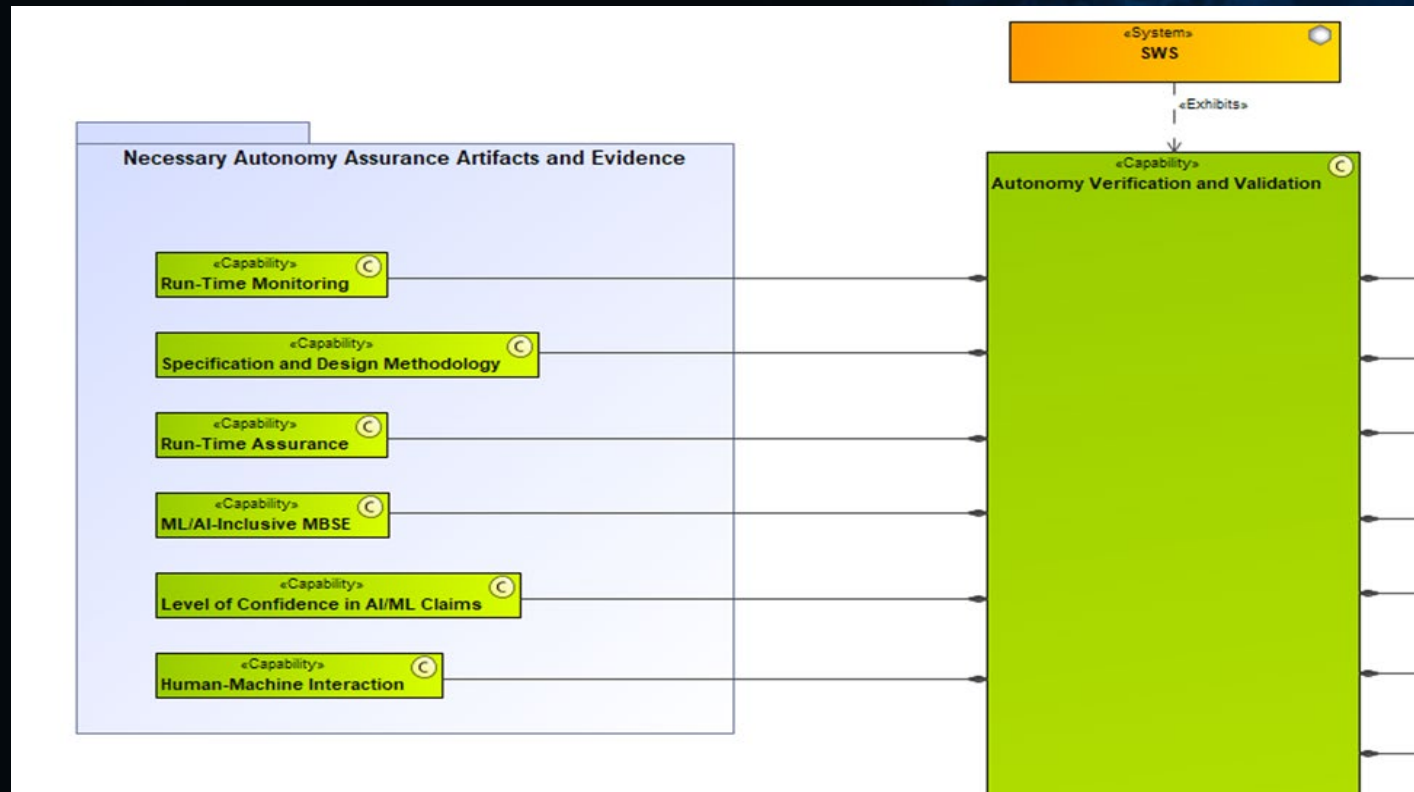 «System»
SWS
«Exhibits»
Necessary Autonomy Assurance Artifacts and Evidence
«Capability»
Autonomy Verification and Validation
C
«Capability»
Run-Time Monitoring
C
«Capability»
Specification and Design Methodology
C
«Capability»
Run-Time Assurance
C
«Capability»
ML/AI-Inclusive MBSE
C
«Capability»
Level of Confidence in AI/ML Claims
C
«Capability»
Human-Machine Interaction
C